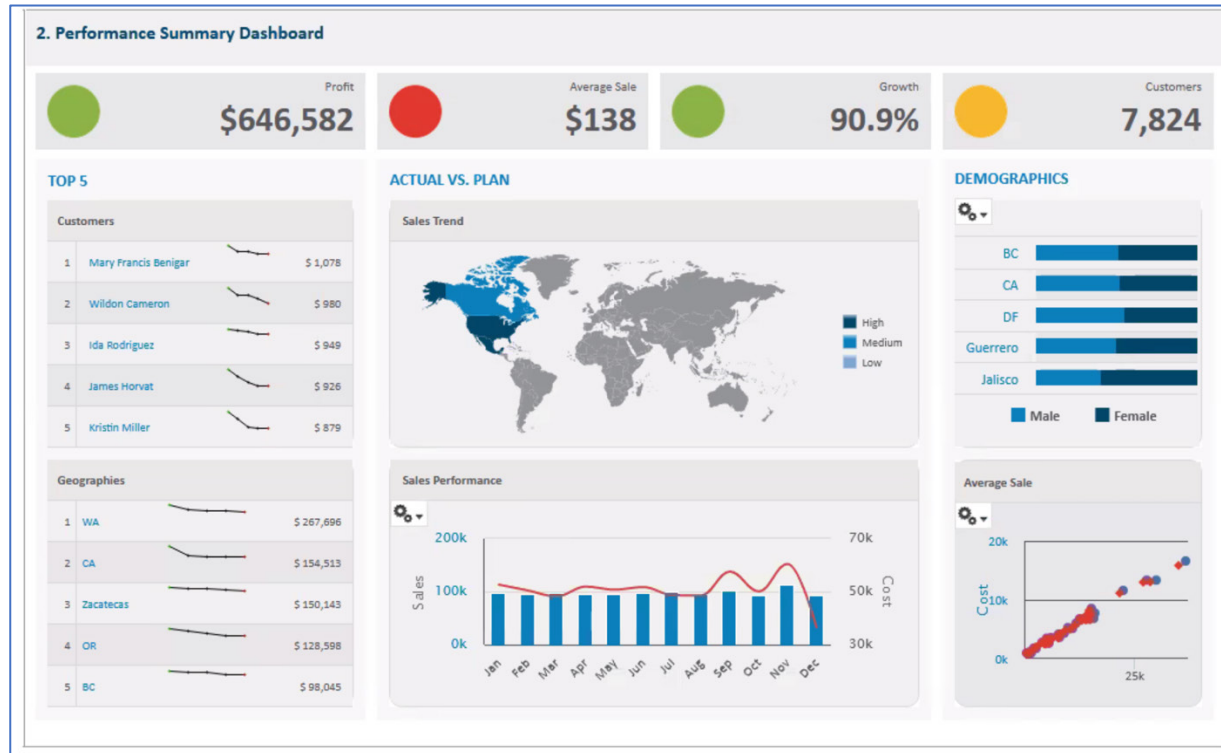 2. Performance Summary Dashboard
Profit
$646,582
Average Sale
$138
Growth
90.9%
Customers
7,824
TOP 5
Customers
1 Mary Francis Benigar $ 1,078
2 Wildon Cameron $ 980
3 Ida Rodriguez $ 949
4 James Horvat $ 926
5 Kristin Miller $ 879
Geographies
1 WA $ 267,696
2 CA $ 154,513
3 Zacatecas $ 150,143
4 OR $ 128,598
5 BC $ 98,045
ACTUAL VS. PLAN
Sales Trend
High
Medium
Low
Sales Performance
200k
100k
0k
Sales
70k
50k
30k
Cost
Jan Feb Mar Apr May Jun Jul Aug Sep Oct Nov Dec
DEMOGRAPHICS
BC
CA
DF
Guerrero
Jalisco
Male Female
Average Sale
20k
10k
0k
Cost
25k